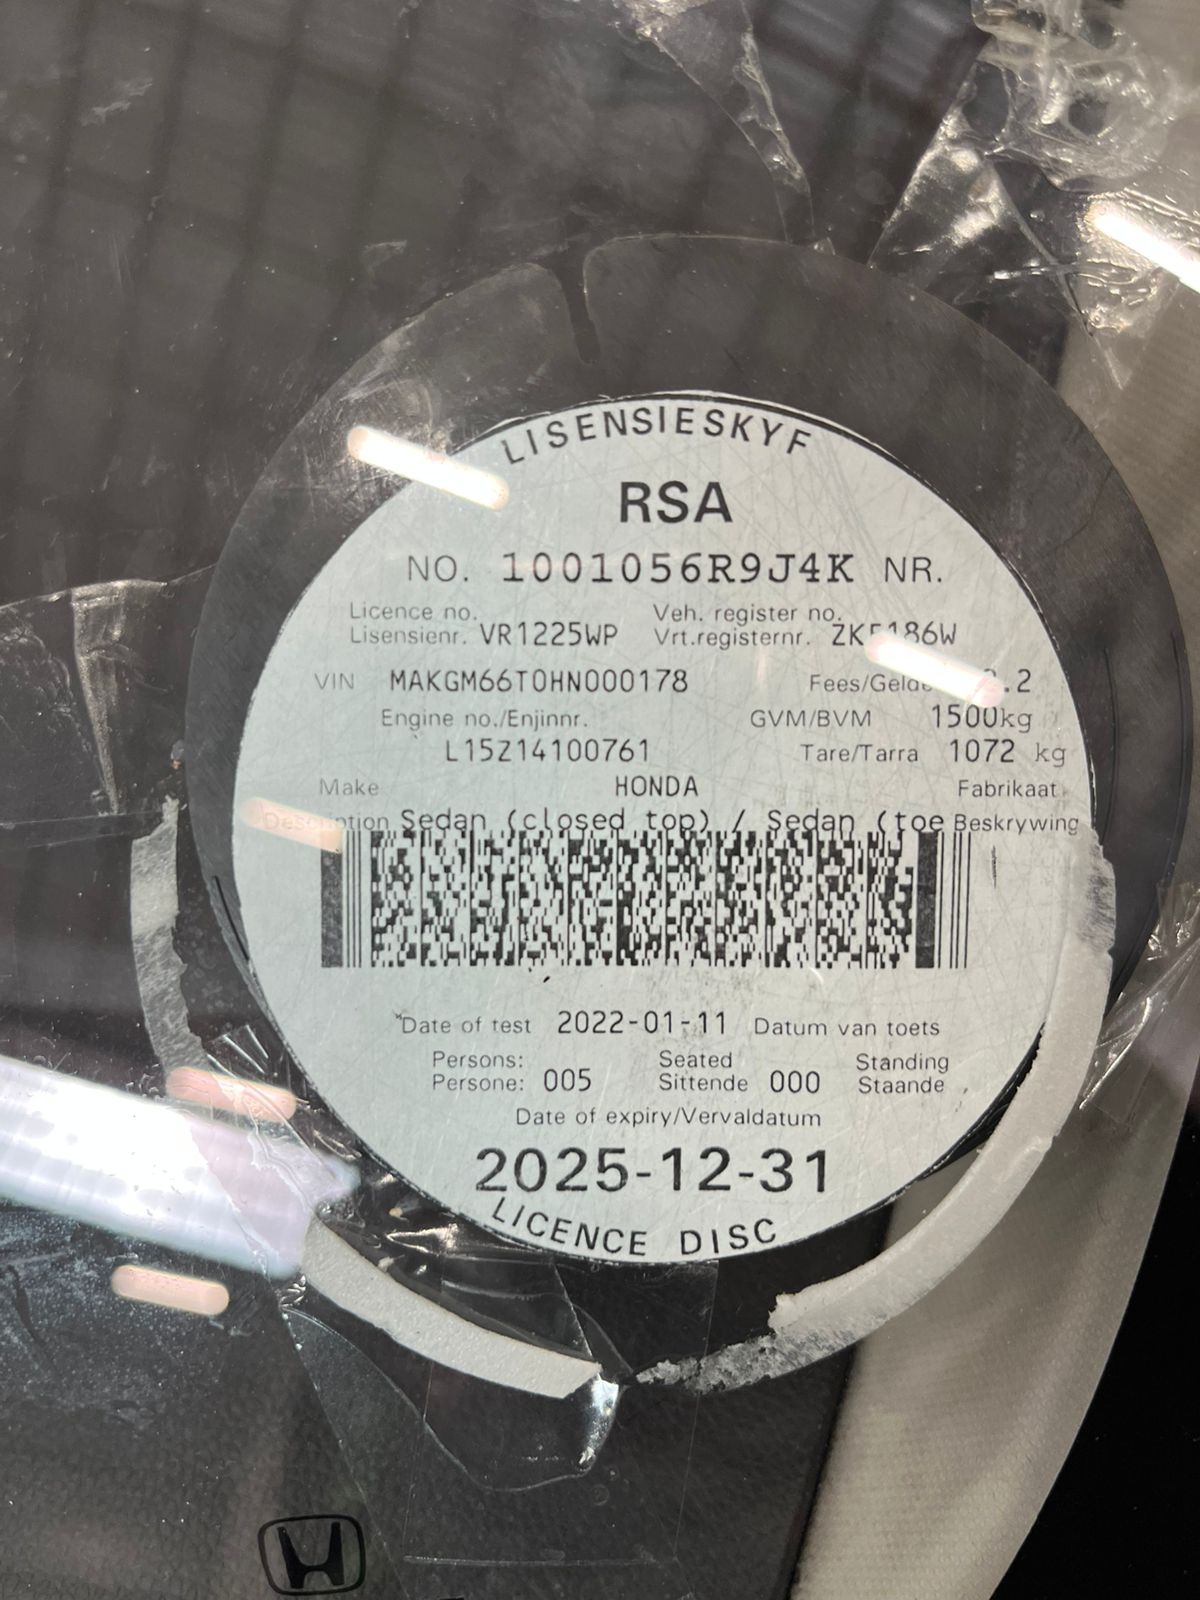 LISENSIESKYF
RSA
NO. 1001056R9J4K NR.
Licence no. Veh. register no.
Lisensienr. VR1225WP Vrt.registernr.
VIN MAKGM66T0HN000178
Engine no./Enjinnr. GVM/BVM 1500kg
L15Z14100761 Tare/Tarra 1072 kg
Make HONDA Fabrikaat
Description Sedan (closed top) / Sedan (toe Beskrywing
Date of test 2022-01-11 Datum van toets
Persons: Seated Standing
Persone: 005 Sittende 000 Staande
Date of expiry/Vervaldatum
2025-12-31
LICENCE DISC